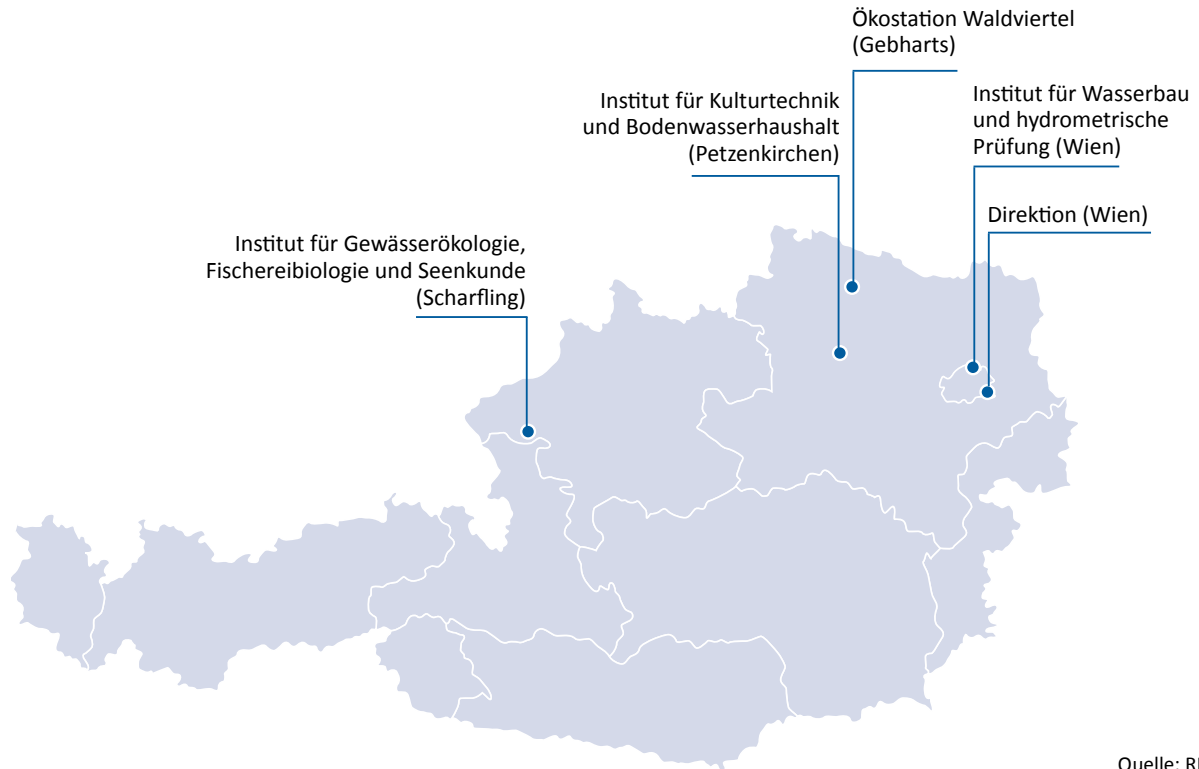 Ökostation Waldviertel
(Gebharts)
Institut für Kulturtechnik
und Bodenwasserhaushalt
(Petzenkirchen)
Institut für Wasserbau
und hydrometrische
Prüfung (Wien)
Direktion (Wien)
Institut für Gewässerökologie,
Fischereibiologie und Seenkunde
(Scharfling)
Quelle: